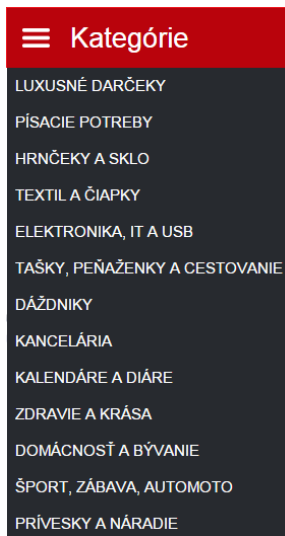 Kategórie
LUXUSNÉ DARČEKY
PÍSACIE POTREBY
HRNČEKY A SKLO
TEXTIL A ČIAPKY
ELEKTRONIKA, IT A USB
TAŠKY, PEŇAŽENKY A CESTOVANIE
DÁŽDNIKY
KANCELÁRIA
KALENDÁRE A DIÁRE
ZDRAVIE A KRÁSA
DOMÁCNOSŤ A BÝVANIE
ŠPORT, ZÁBAVA, AUTOMOTO
PRÍVESKY A NÁRADIE